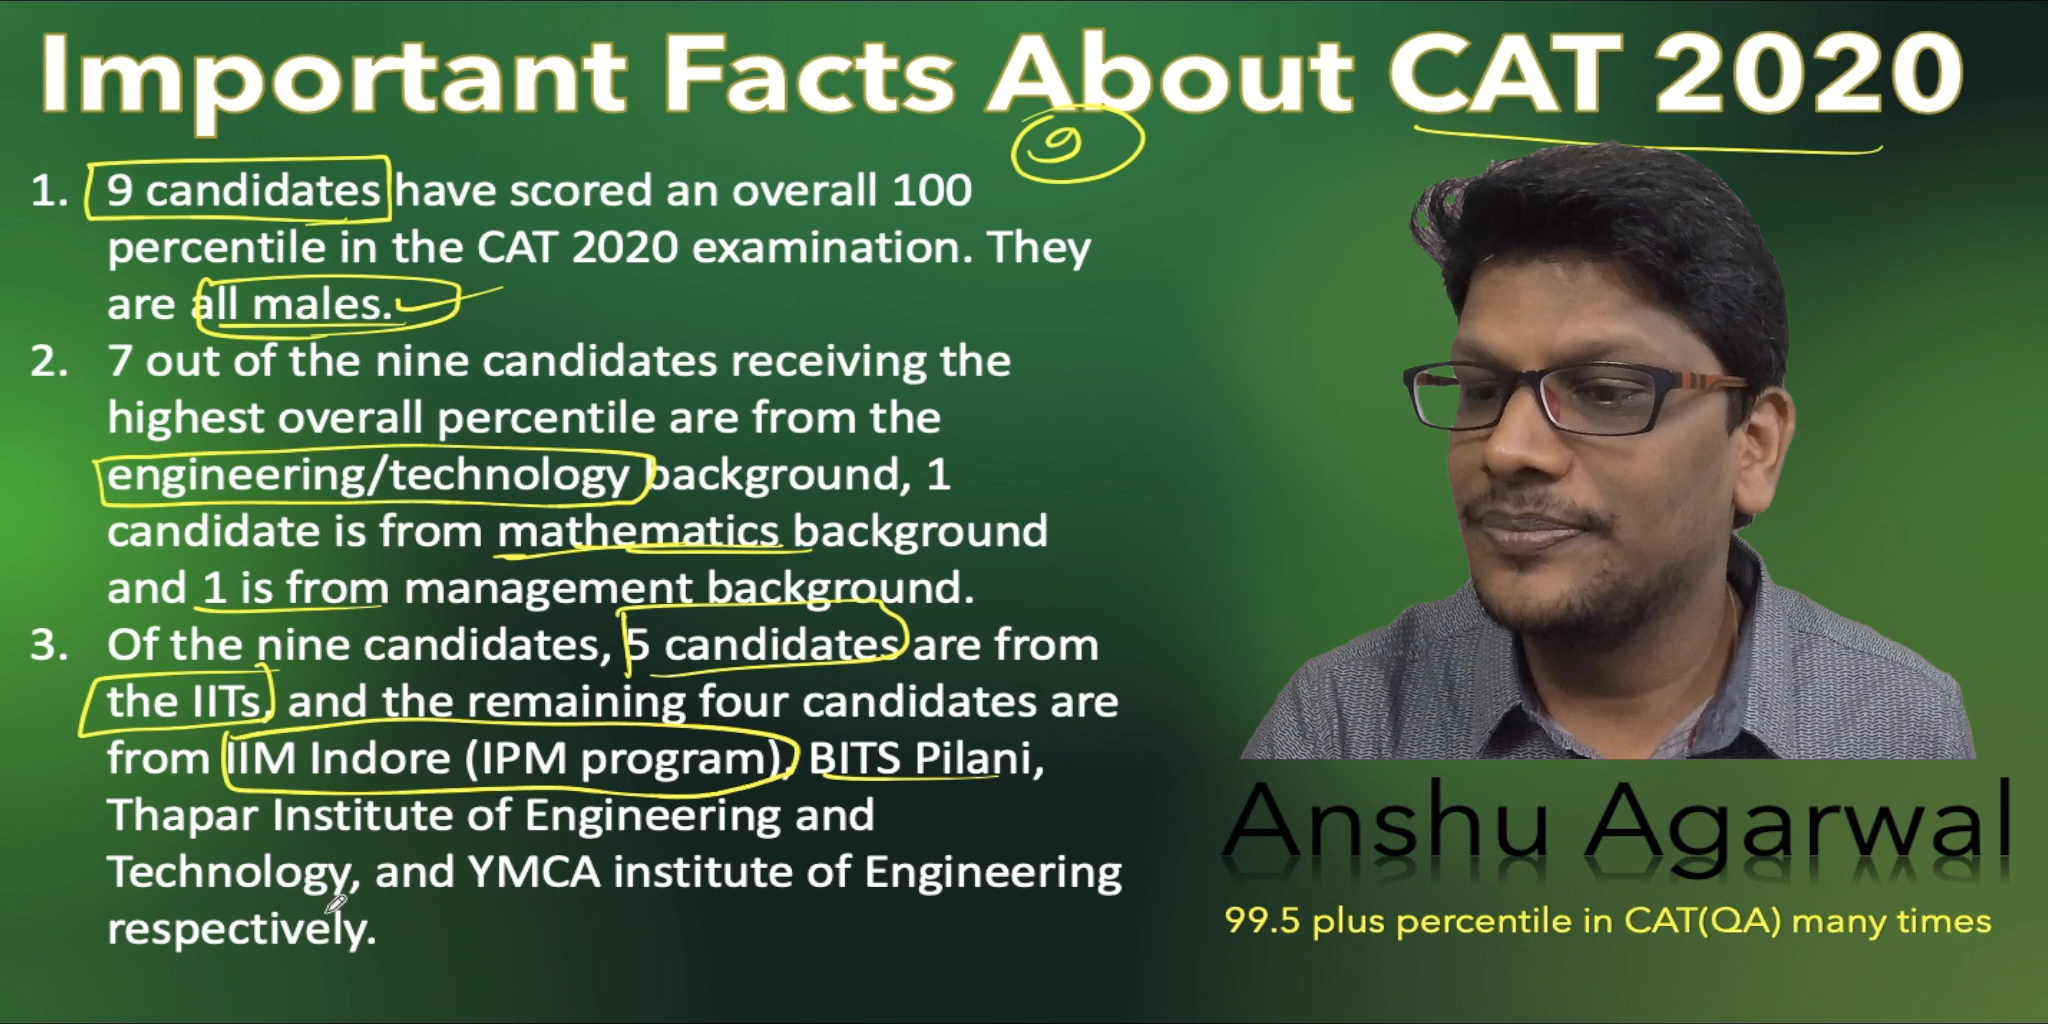 Important Facts About CAT 2020
9
1. 9 candidates have scored an overall 100
percentile in the CAT 2020 examination. They
are all males.
2. 7 out of the nine candidates receiving the
highest overall percentile are from the
engineering/technology background, 1
candidate is from mathematics background
and 1 is from management background.
3. Of the nine candidates, 5 candidates are from
the IITs, and the remaining four candidates are
from IIM Indore (IPM program), BITS Pilani,
Thapar Institute of Engineering and
Technology, and YMCA institute of Engineering
respectively.
Anshu Agarwal
99.5 plus percentile in CAT(QA) many times